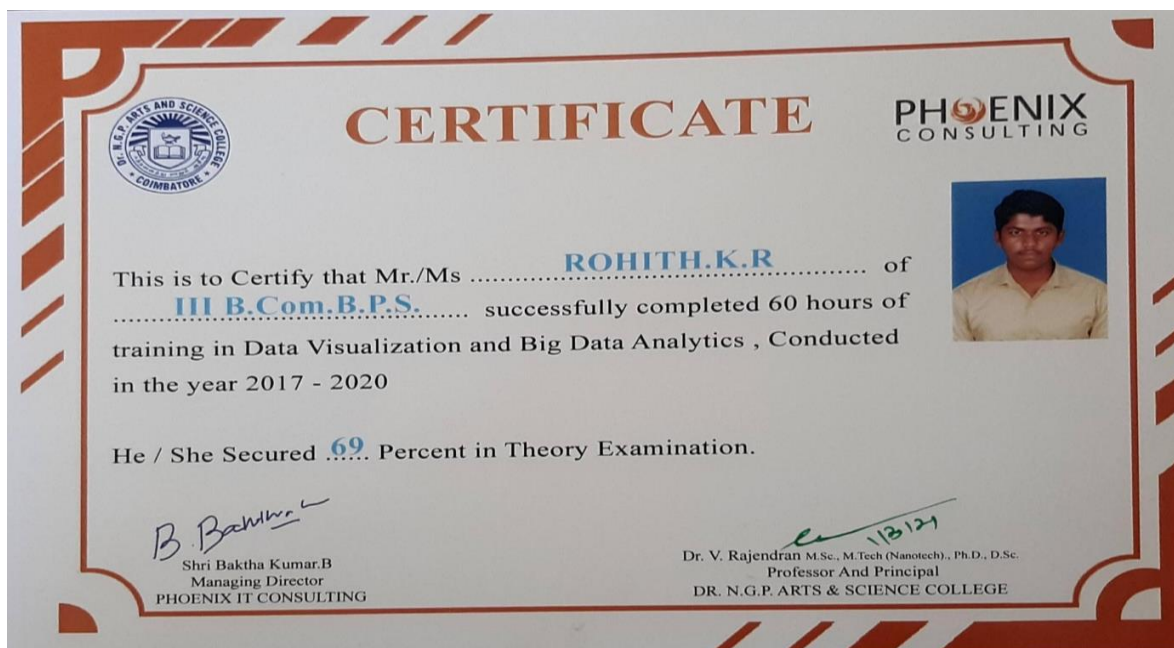 Dr. N.G.P. ARTS AND SCIENCE COLLEGE
* COIMBATORE *
CERTIFICATE
PHOENIX
CONSULTING
This is to Certify that Mr./Ms .................ROHITH.K.R................. of
........III B.Com.B.P.S........ successfully completed 60 hours of
training in Data Visualization and Big Data Analytics , Conducted
in the year 2017 - 2020
He / She Secured ..69.. Percent in Theory Examination.
1/3/21
Shri Baktha Kumar.B
Managing Director
PHOENIX IT CONSULTING
Dr. V. Rajendran M.Sc., M.Tech (Nanotech)., Ph.D., D.Sc.
Professor And Principal
DR. N.G.P. ARTS & SCIENCE COLLEGE